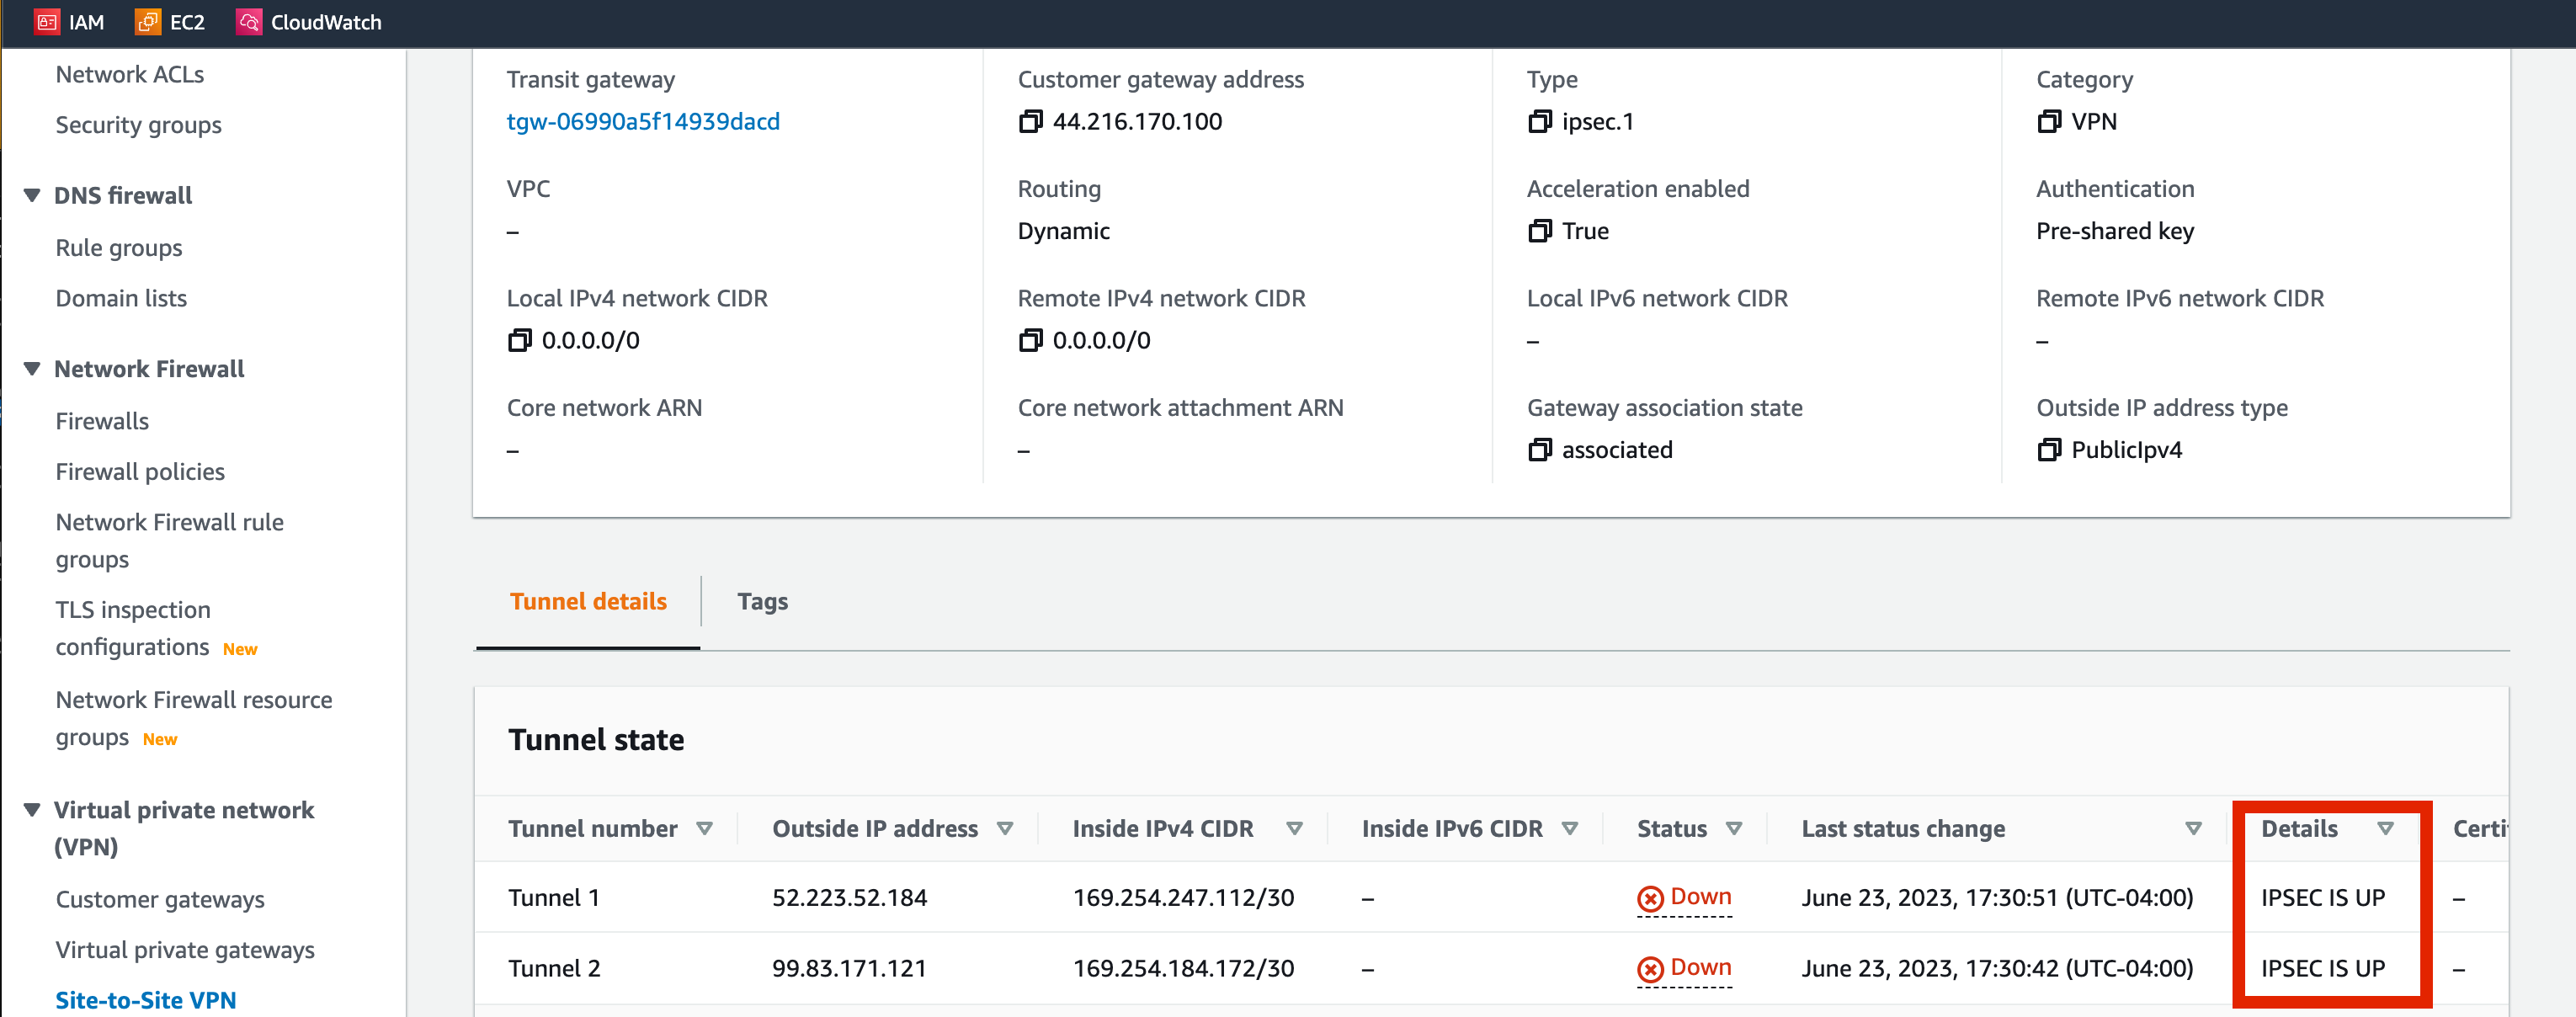 IAM EC2 CloudWatch
Network ACLs
Security groups
DNS firewall
Rule groups
Domain lists
Network Firewall
Firewalls
Firewall policies
Network Firewall rule
groups
TLS inspection
configurations New
Network Firewall resource
groups New
Virtual private network
(VPN)
Customer gateways
Virtual private gateways
Site-to-Site VPN
Transit gateway
tgw-06990a5f14939dacd
Customer gateway address
44.216.170.100
Type
ipsec.1
Category
VPN
VPC
–
Routing
Dynamic
Acceleration enabled
True
Authentication
Pre-shared key
Local IPv4 network CIDR
0.0.0.0/0
Remote IPv4 network CIDR
0.0.0.0/0
Local IPv6 network CIDR
–
Remote IPv6 network CIDR
–
Core network ARN
–
Core network attachment ARN
–
Gateway association state
associated
Outside IP address type
PublicIpv4
Tunnel details Tags
Tunnel state
Tunnel number Outside IP address Inside IPv4 CIDR Inside IPv6 CIDR Status Last status change Details Certi
Tunnel 1 52.223.52.184 169.254.247.112/30 – Down June 23, 2023, 17:30:51 (UTC-04:00) IPSEC IS UP –
Tunnel 2 99.83.171.121 169.254.184.172/30 – Down June 23, 2023, 17:30:42 (UTC-04:00) IPSEC IS UP –